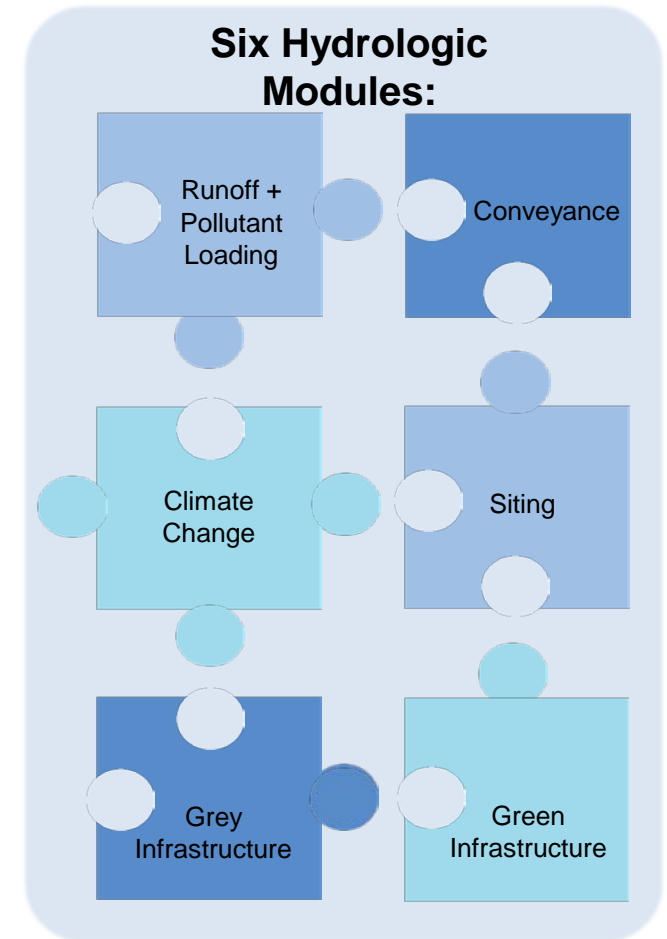 Six Hydrologic
Modules:
Runoff +
Pollutant
Loading
Conveyance
Climate
Change
Siting
Grey
Infrastructure
Green
Infrastructure